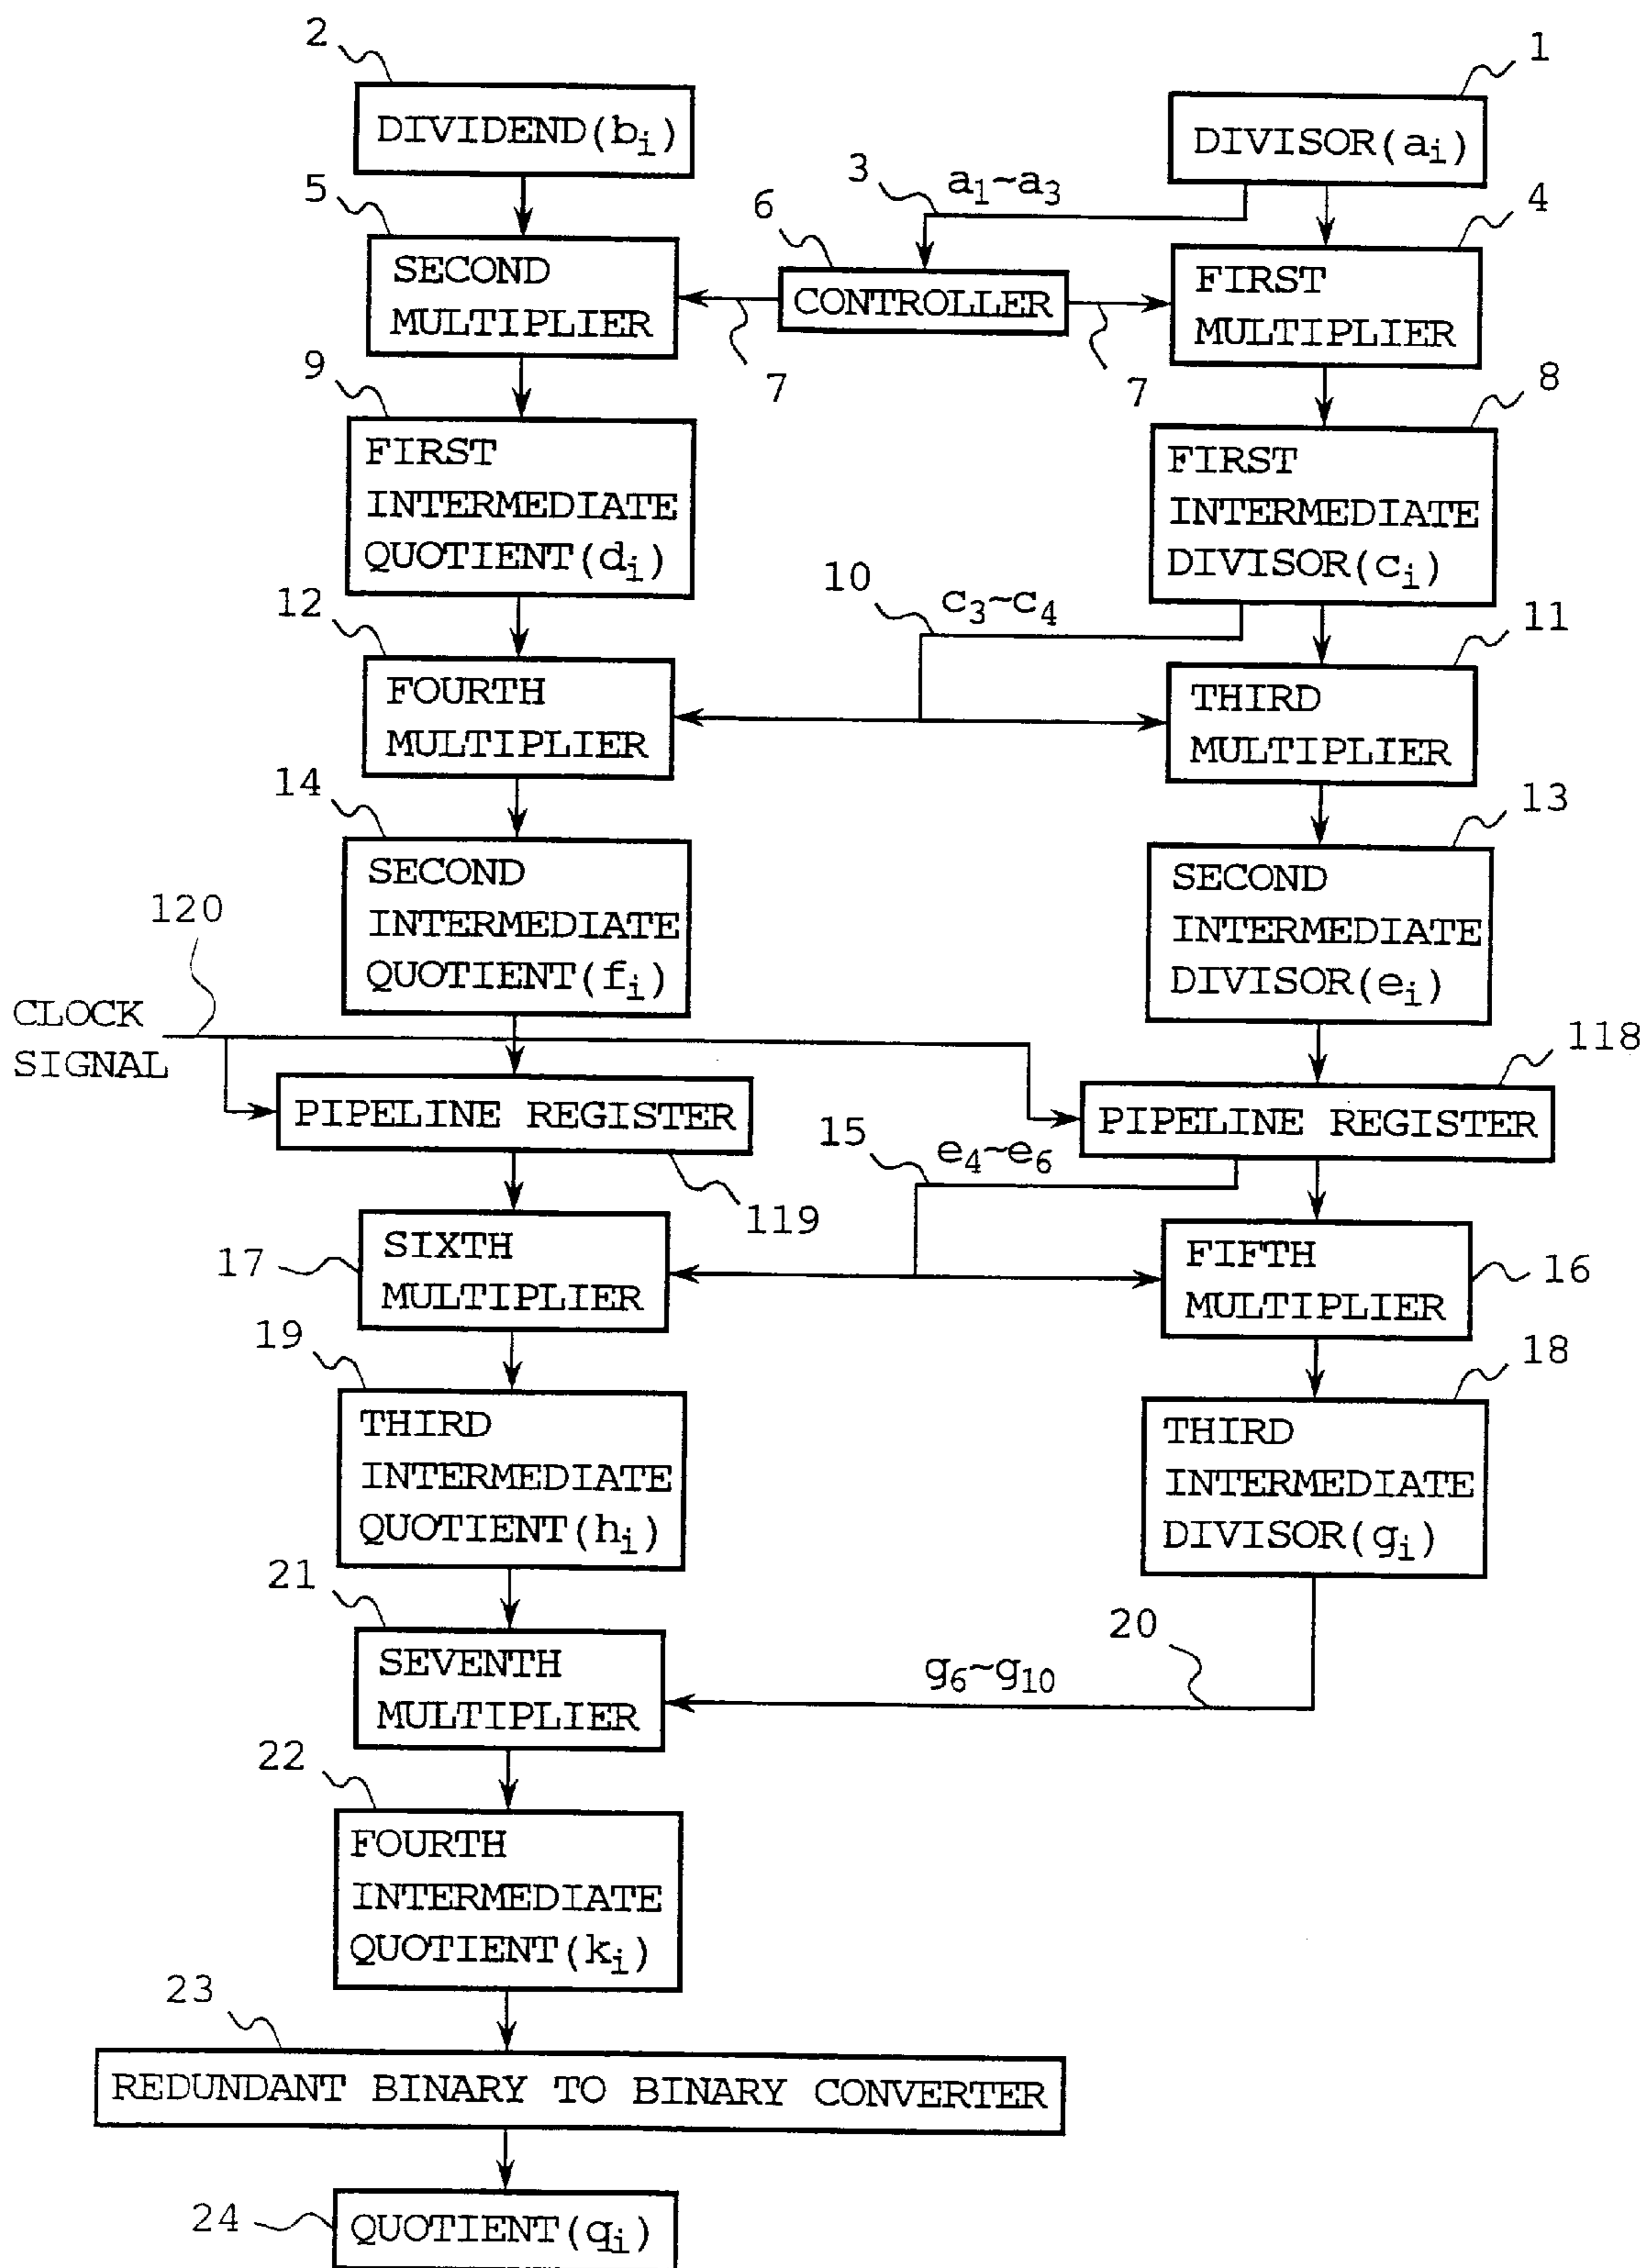 2
1
DIVIDEND(bi)
DIVISOR(ai)
5
3
a1~a3
6
4
SECOND
MULTIPLIER
CONTROLLER
FIRST
MULTIPLIER
9
7
7
8
FIRST
INTERMEDIATE
QUOTIENT(di)
FIRST
INTERMEDIATE
DIVISOR(ci)
12
10
c3~c4
11
FOURTH
MULTIPLIER
THIRD
MULTIPLIER
14
13
SECOND
INTERMEDIATE
QUOTIENT(fi)
SECOND
INTERMEDIATE
DIVISOR(ei)
120
CLOCK
SIGNAL
118
PIPELINE REGISTER
PIPELINE REGISTER
15
e4~e6
119
17
SIXTH
MULTIPLIER
FIFTH
MULTIPLIER
16
19
18
THIRD
INTERMEDIATE
QUOTIENT(hi)
THIRD
INTERMEDIATE
DIVISOR(gi)
21
20
SEVENTH
MULTIPLIER
g6~g10
22
FOURTH
INTERMEDIATE
QUOTIENT(ki)
23
REDUNDANT BINARY TO BINARY CONVERTER
24
QUOTIENT(qi)